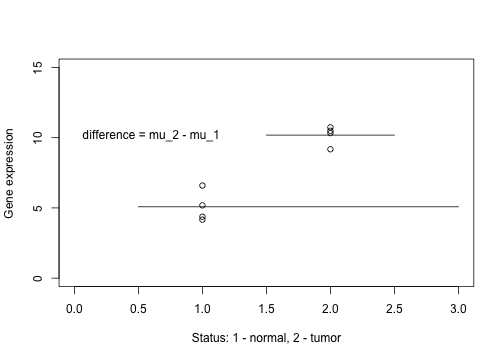 15
10
5
0
Gene expression
difference = mu_2 - mu_1
0.0 0.5 1.0 1.5 2.0 2.5 3.0
Status: 1 - normal, 2 - tumor